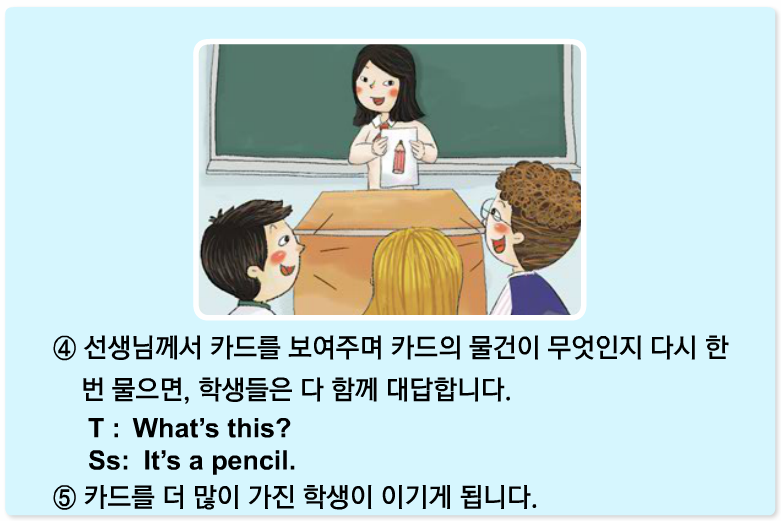 ④ 선생님께서 카드를 보여주며 카드의 물건이 무엇인지 다시 한
번 물으면, 학생들은 다 함께 대답합니다.
T : What’s this?
Ss: It’s a pencil.
⑤ 카드를 더 많이 가진 학생이 이기게 됩니다.